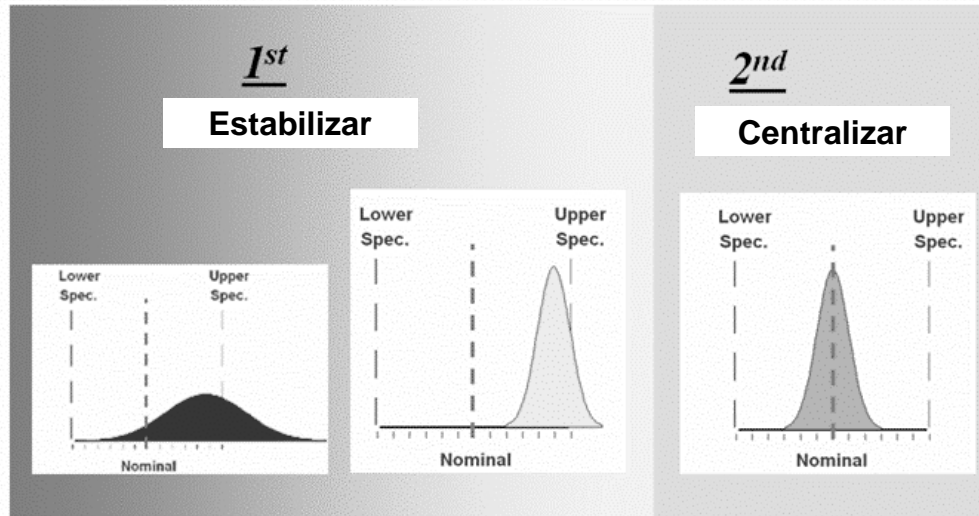 1st
Estabilizar
2nd
Centralizar
Lower
Spec.
Upper
Spec.
Nominal
Lower
Spec.
Upper
Spec.
Nominal
Lower
Spec.
Upper
Spec.
Nominal